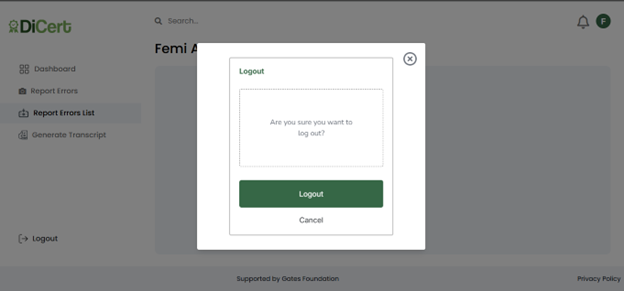 DiCert
Search...
F
Femi A
Dashboard
Report Errors
Report Errors List
Generate Transcript
Logout
Logout
Are you sure you want to
log out?
Logout
Cancel
Supported by Gates Foundation
Privacy Policy